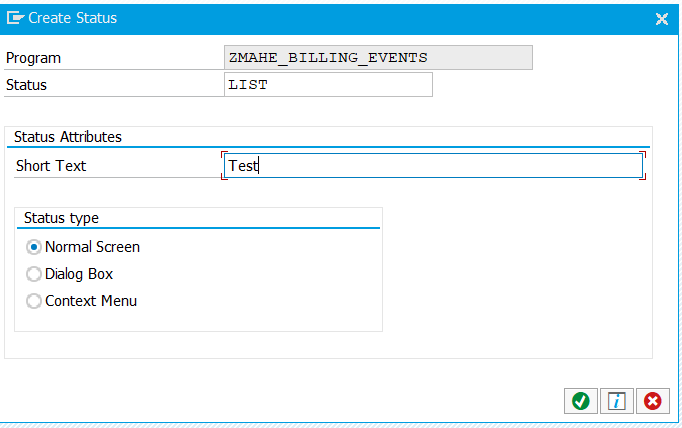 Create Status
Program ZMAHE_BILLING_EVENTS
Status LIST
Status Attributes
Short Text Test
Status type
Normal Screen
Dialog Box
Context Menu